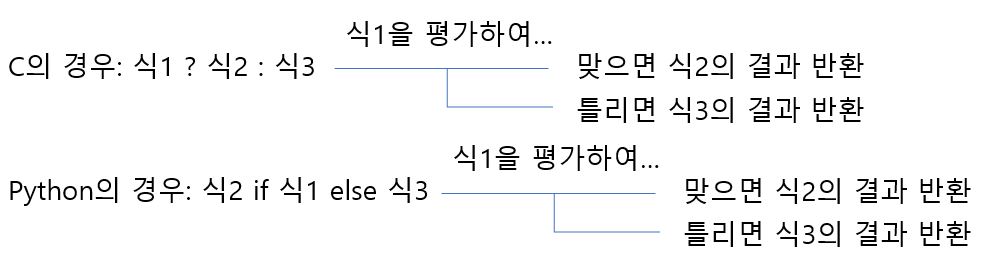 식1을 평가하여...
C의 경우: 식1 ? 식2 : 식3
맞으면 식2의 결과 반환
틀리면 식3의 결과 반환
식1을 평가하여...
Python의 경우: 식2 if 식1 else 식3
맞으면 식2의 결과 반환
틀리면 식3의 결과 반환